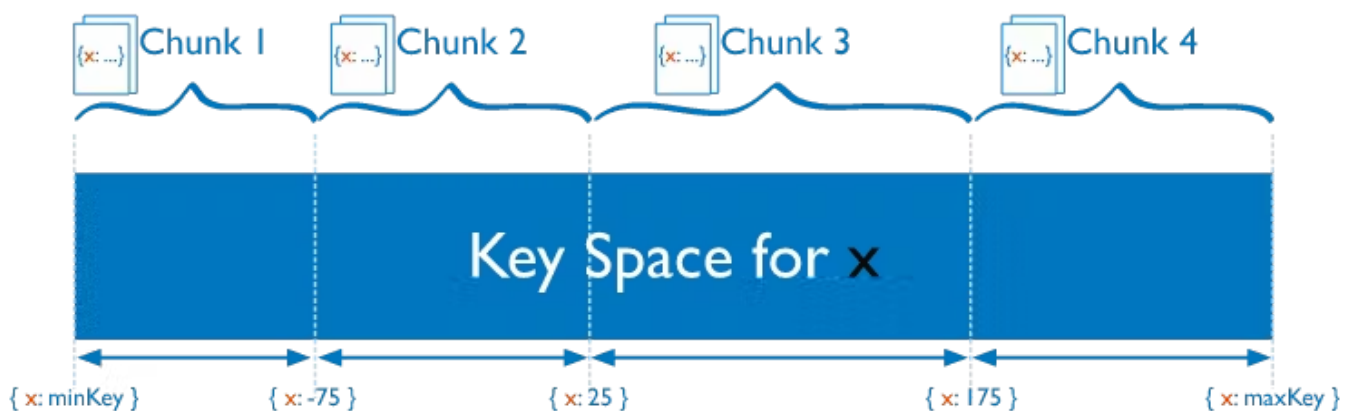 {x: ...} Chunk 1 {x: ...} Chunk 2 {x: ...} Chunk 3 {x: ...} Chunk 4
Key Space for x
{ x: minKey } { x: -75 } { x: 25 } { x: 175 } { x: maxKey }